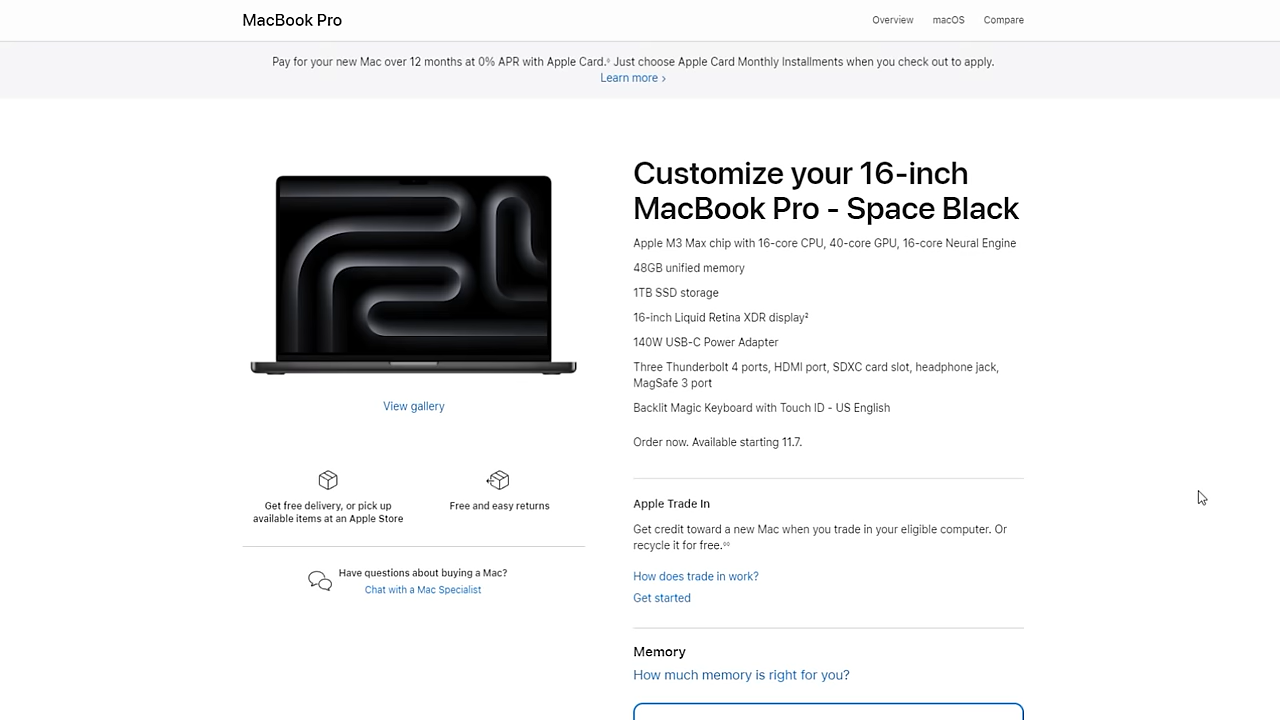 MacBook Pro
Overview
macOS
Compare
Pay for your new Mac over 12 months at 0% APR with Apple Card.◊ Just choose Apple Card Monthly Installments when you check out to apply.
Learn more ›
Customize your 16-inch
MacBook Pro - Space Black
Apple M3 Max chip with 16-core CPU, 40-core GPU, 16-core Neural Engine
48GB unified memory
1TB SSD storage
16-inch Liquid Retina XDR display²
140W USB-C Power Adapter
Three Thunderbolt 4 ports, HDMI port, SDXC card slot, headphone jack,
MagSafe 3 port
Backlit Magic Keyboard with Touch ID - US English
Order now. Available starting 11.7.
View gallery
Get free delivery, or pick up
available items at an Apple Store
Free and easy returns
Have questions about buying a Mac?
Chat with a Mac Specialist
Apple Trade In
Get credit toward a new Mac when you trade in your eligible computer. Or
recycle it for free.◊◊
How does trade in work?
Get started
Memory
How much memory is right for you?